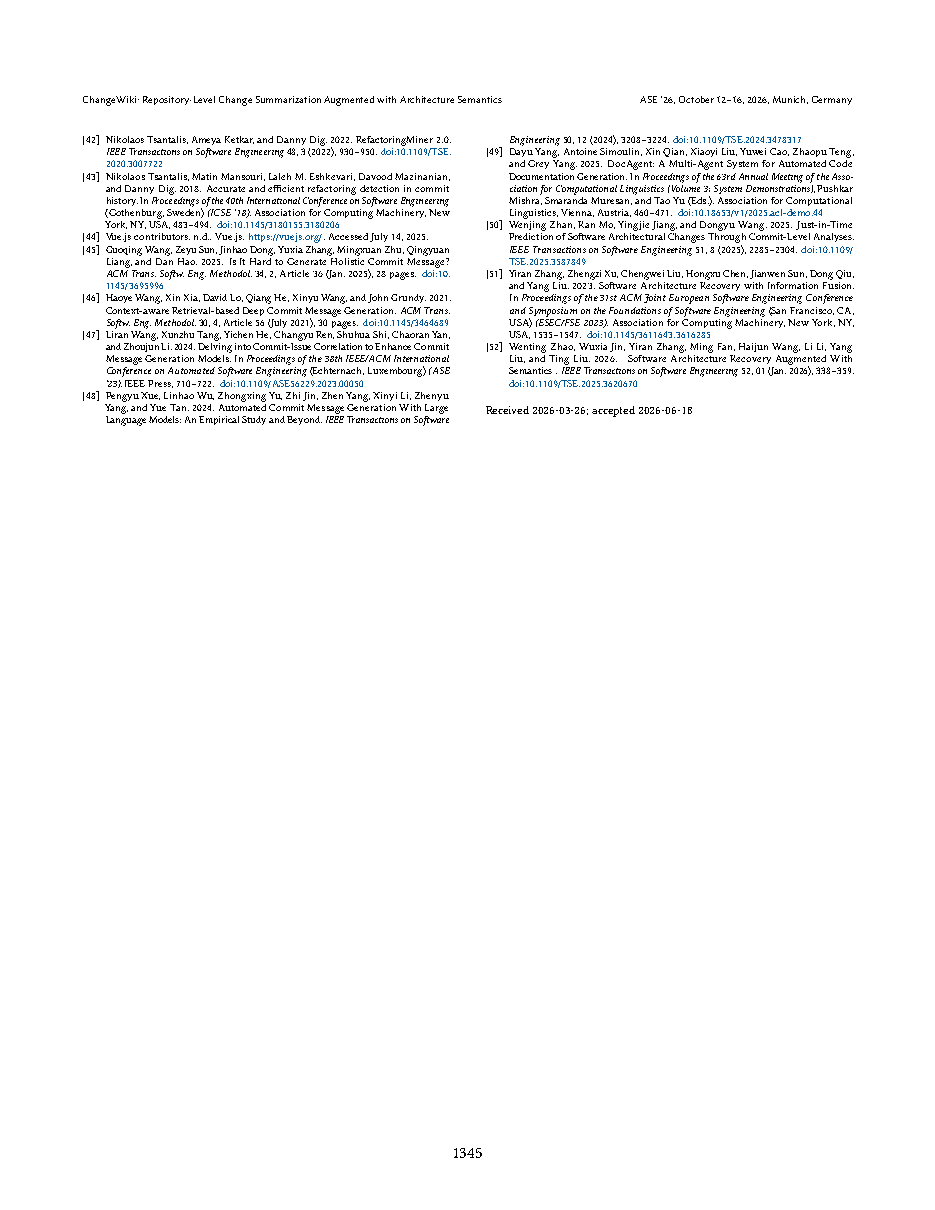 ChangeWiki: Repository-Level Change Summarization Augmented with Architecture Semantics
ASE '26, October 12–16, 2026, Munich, Germany
[42] Nikolaos Tsantalis, Ameya Ketkar, and Danny Dig. 2022. RefactoringMiner 2.0.
IEEE Transactions on Software Engineering 48, 3 (2022), 930–950. doi:10.1109/TSE.
2020.3007722
[43] Nikolaos Tsantalis, Matin Mansouri, Laleh M. Eshkevari, Davood Mazinanian,
and Danny Dig. 2018. Accurate and efficient refactoring detection in commit
history. In Proceedings of the 40th International Conference on Software Engineering
(Gothenburg, Sweden) (ICSE '18). Association for Computing Machinery, New
York, NY, USA, 483–494. doi:10.1145/3180155.3180206
[44] Vue.js contributors. n.d.. Vue.js. https://vuejs.org/. Accessed July 14, 2025.
[45] Guoqing Wang, Zeyu Sun, Jinhao Dong, Yuxia Zhang, Mingxuan Zhu, Qingyuan
Liang, and Dan Hao. 2025. Is It Hard to Generate Holistic Commit Message?
ACM Trans. Softw. Eng. Methodol. 34, 2, Article 36 (Jan. 2025), 28 pages. doi:10.
1145/3695996
[46] Haoye Wang, Xin Xia, David Lo, Qiang He, Xinyu Wang, and John Grundy. 2021.
Context-aware Retrieval-based Deep Commit Message Generation. ACM Trans.
Softw. Eng. Methodol. 30, 4, Article 56 (July 2021), 30 pages. doi:10.1145/3464689
[47] Liran Wang, Xunzhu Tang, Yichen He, Changyu Ren, Shuhua Shi, Chaoran Yan,
and Zhoujun Li. 2024. Delving into Commit-Issue Correlation to Enhance Commit
Message Generation Models. In Proceedings of the 38th IEEE/ACM International
Conference on Automated Software Engineering (Echternach, Luxembourg) (ASE
'23). IEEE Press, 710–722. doi:10.1109/ASE56229.2023.00050
[48] Pengyu Xue, Linhao Wu, Zhongxing Yu, Zhi Jin, Zhen Yang, Xinyi Li, Zhenyu
Yang, and Yue Tan. 2024. Automated Commit Message Generation With Large
Language Models: An Empirical Study and Beyond. IEEE Transactions on Software
Engineering 50, 12 (2024), 3208–3224. doi:10.1109/TSE.2024.3478317
[49] Dayu Yang, Antoine Simoulin, Xin Qian, Xiaoyi Liu, Yuwei Cao, Zhaopu Teng,
and Grey Yang. 2025. DocAgent: A Multi-Agent System for Automated Code
Documentation Generation. In Proceedings of the 63rd Annual Meeting of the Asso-
ciation for Computational Linguistics (Volume 3: System Demonstrations), Pushkar
Mishra, Smaranda Muresan, and Tao Yu (Eds.). Association for Computational
Linguistics, Vienna, Austria, 460–471. doi:10.18653/v1/2025.acl-demo.44
[50] Wenjing Zhan, Ran Mo, Yingjie Jiang, and Dongyu Wang. 2025. Just-in-Time
Prediction of Software Architectural Changes Through Commit-Level Analyses.
IEEE Transactions on Software Engineering 51, 8 (2025), 2285–2304. doi:10.1109/
TSE.2025.3587849
[51] Yiran Zhang, Zhengzi Xu, Chengwei Liu, Hongxu Chen, Jianwen Sun, Dong Qiu,
and Yang Liu. 2023. Software Architecture Recovery with Information Fusion.
In Proceedings of the 31st ACM Joint European Software Engineering Conference
and Symposium on the Foundations of Software Engineering (San Francisco, CA,
USA) (ESEC/FSE 2023). Association for Computing Machinery, New York, NY,
USA, 1535–1547. doi:10.1145/3611643.3616285
[52] Wenting Zhao, Wuxia Jin, Yiran Zhang, Ming Fan, Haijun Wang, Li Li, Yang
Liu, and Ting Liu. 2026. Software Architecture Recovery Augmented With
Semantics . IEEE Transactions on Software Engineering 52, 01 (Jan. 2026), 338–359.
doi:10.1109/TSE.2025.3620670
Received 2026-03-26; accepted 2026-06-18
1345